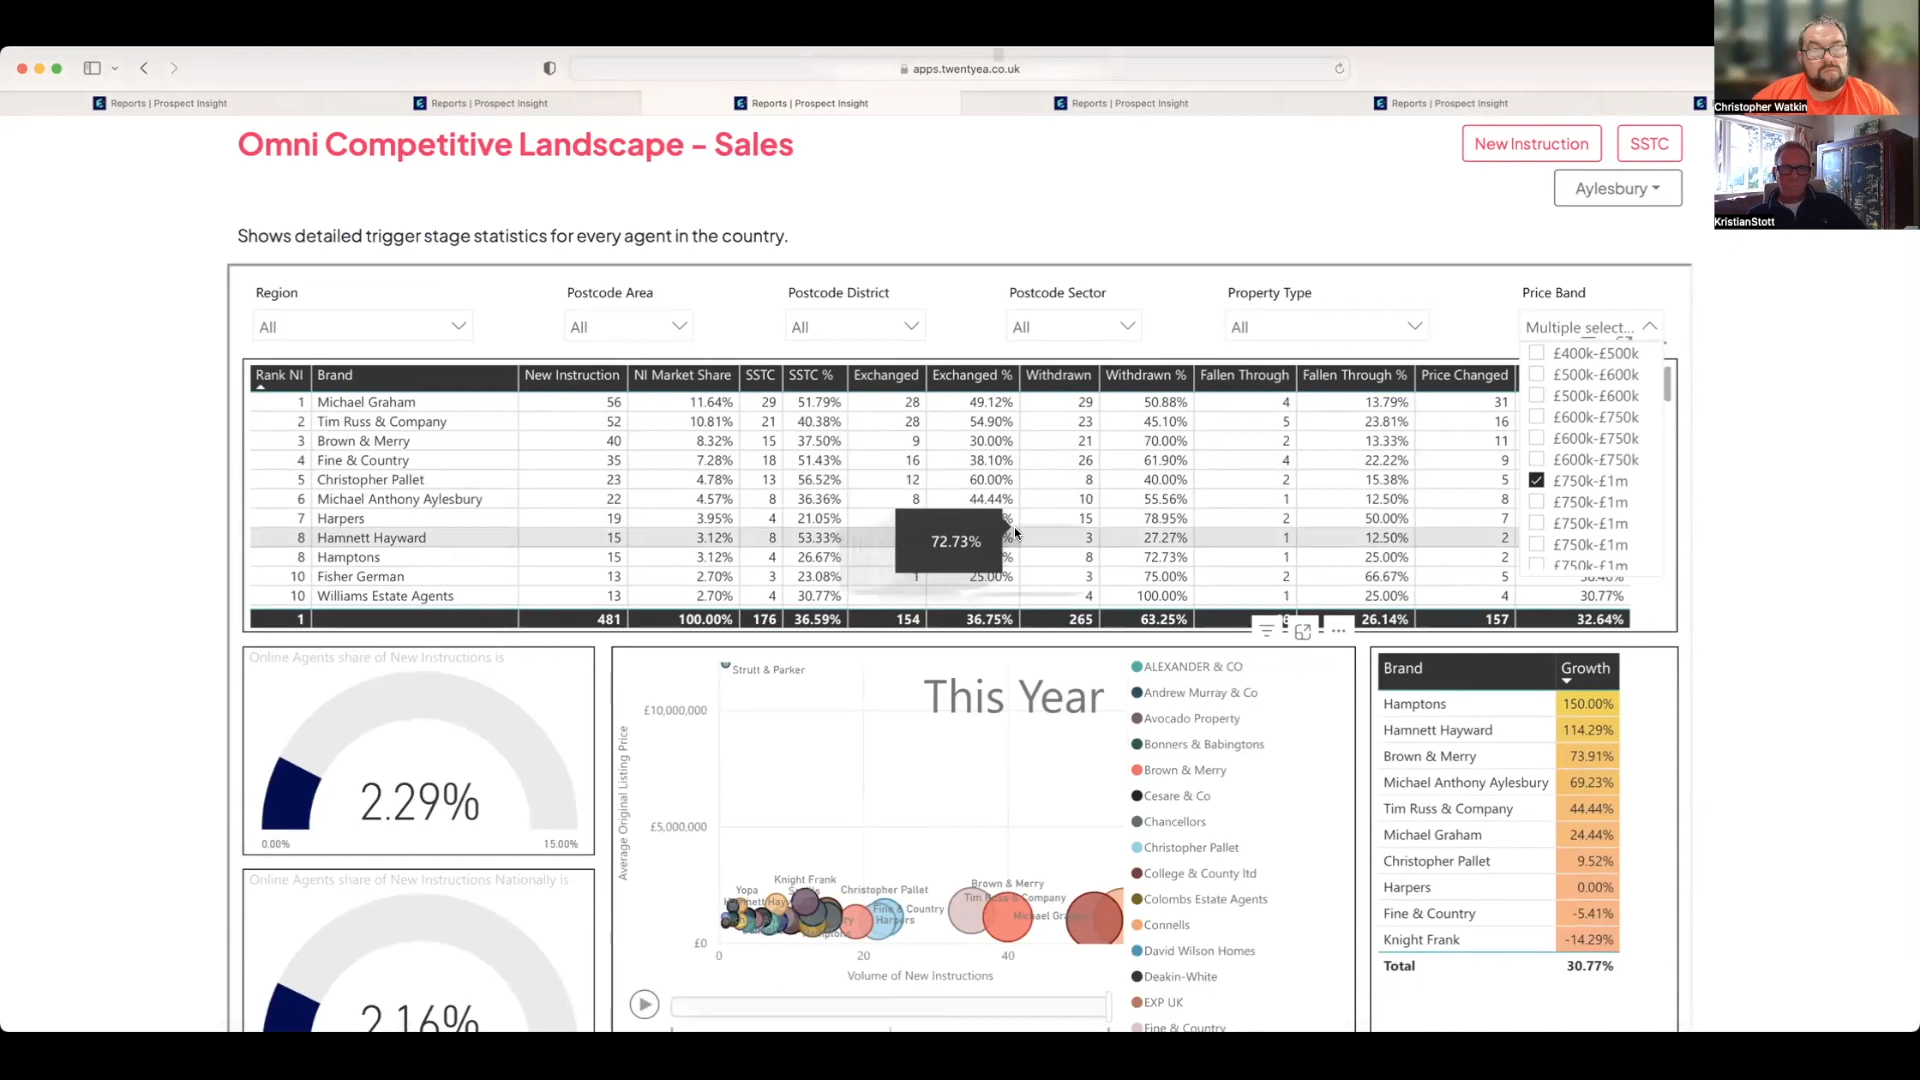 apps.twentyea.co.uk
Reports | Prospect Insight
Reports | Prospect Insight
Reports | Prospect Insight
Reports | Prospect Insight
Reports | Prospect Insight
Christopher Watkin
KristianStott
Omni Competitive Landscape – Sales
New Instruction
SSTC
Aylesbury
Shows detailed trigger stage statistics for every agent in the country.
Region Postcode Area Postcode District Postcode Sector Property Type Price Band
All All All All All Multiple select...
£400k-£500k
£500k-£600k
£500k-£600k
£600k-£750k
£600k-£750k
£600k-£750k
£750k-£1m
£750k-£1m
£750k-£1m
£750k-£1m
£750k-£1m
Rank NI Brand New Instruction NI Market Share SSTC SSTC % Exchanged Exchanged % Withdrawn Withdrawn % Fallen Through Fallen Through % Price Changed
1 Michael Graham 56 11.64% 29 51.79% 28 49.12% 29 50.88% 4 13.79% 31
2 Tim Russ & Company 52 10.81% 21 40.38% 28 54.90% 23 45.10% 5 23.81% 16
3 Brown & Merry 40 8.32% 15 37.50% 9 30.00% 21 70.00% 2 13.33% 11
4 Fine & Country 35 7.28% 18 51.43% 16 38.10% 26 61.90% 4 22.22% 9
5 Christopher Pallet 23 4.78% 13 56.52% 12 60.00% 8 40.00% 2 15.38% 5
6 Michael Anthony Aylesbury 22 4.57% 8 36.36% 8 44.44% 10 55.56% 1 12.50% 8
7 Harpers 19 3.95% 4 21.05% % 15 78.95% 2 50.00% 7
8 Hamnett Hayward 15 3.12% 8 53.33% % 3 27.27% 1 12.50% 2
72.73%
8 Hamptons 15 3.12% 4 26.67% % 8 72.73% 1 25.00% 2
10 Fisher German 13 2.70% 3 23.08% 1 25.00% 3 75.00% 2 66.67% 5 38.46%
10 Williams Estate Agents 13 2.70% 4 30.77% 4 100.00% 1 25.00% 4 30.77%
1 481 100.00% 176 36.59% 154 36.75% 265 63.25% 26.14% 157 32.64%
Online Agents share of New Instructions is
2.29%
0.00% 15.00%
Online Agents share of New Instructions Nationally is
2.16%
This Year
Average Original Listing Price
£10,000,000
£5,000,000
£0
Strutt & Parker
Yopa
Knight Frank
Christopher Pallet
Fine & Country
Harpers
Brown & Merry
Tim Russ & Company
Michael Gra
0 20 40
Volume of New Instructions
ALEXANDER & CO
Andrew Murray & Co
Avocado Property
Bonners & Babingtons
Brown & Merry
Cesare & Co
Chancellors
Christopher Pallet
College & County ltd
Colombs Estate Agents
Connells
David Wilson Homes
Deakin-White
EXP UK
Fine & Country
Brand Growth
Hamptons 150.00%
Hamnett Hayward 114.29%
Brown & Merry 73.91%
Michael Anthony Aylesbury 69.23%
Tim Russ & Company 44.44%
Michael Graham 24.44%
Christopher Pallet 9.52%
Harpers 0.00%
Fine & Country -5.41%
Knight Frank -14.29%
Total 30.77%